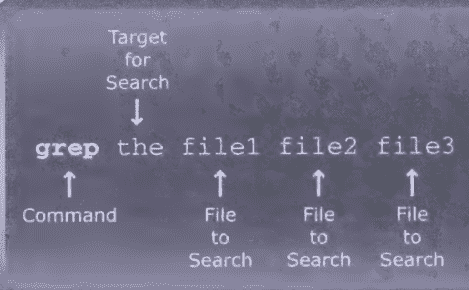 Target
for
Search
↓
grep the file1 file2 file3
↑ ↑ ↑ ↑
Command File File File
to to to
Search Search Search